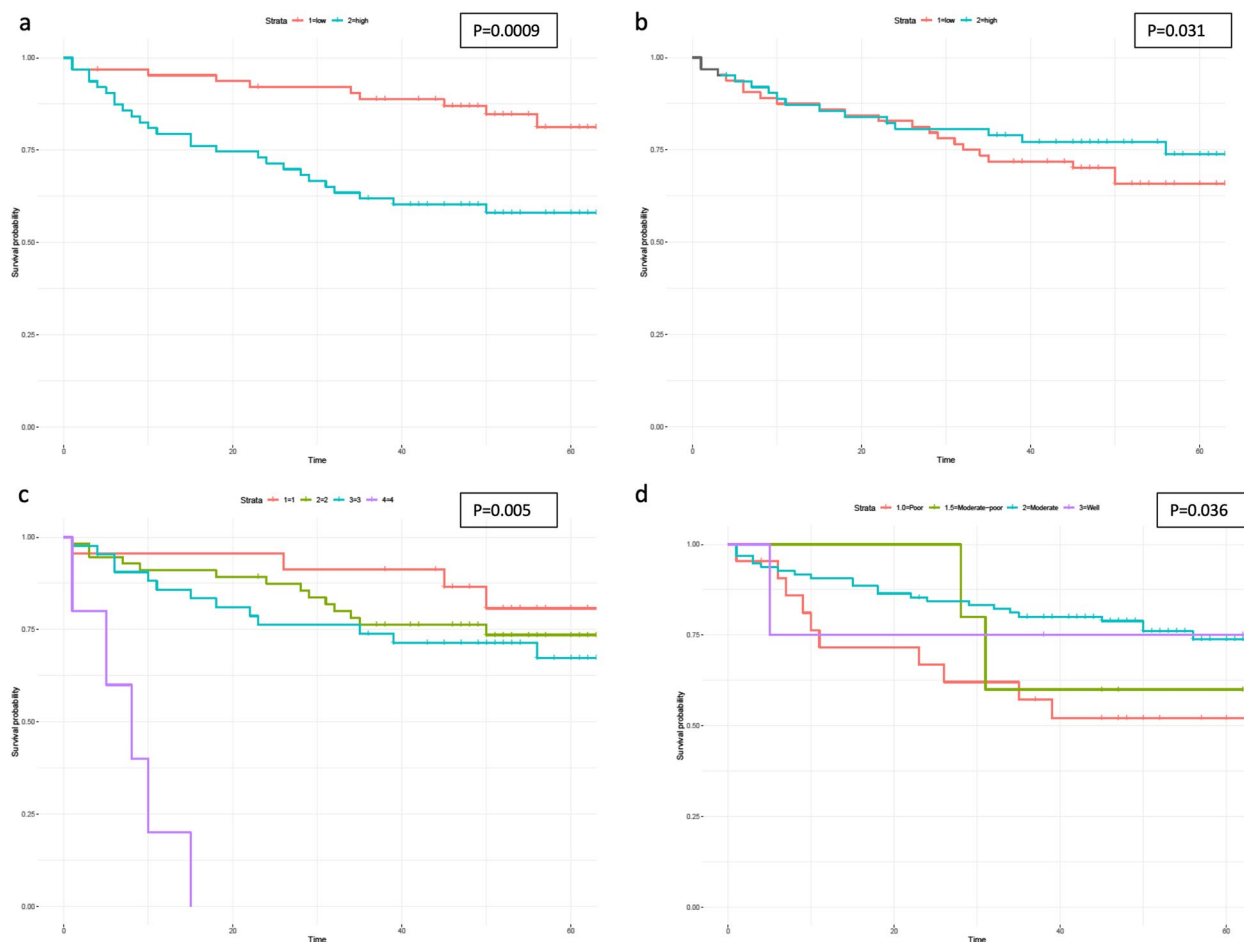 a
Strata 1=low 2=high
P=0.0009
1.00
0.75
0.50
0.25
0.00
Survival probability
0 20 40 60
Time
b
Strata 1=low 2=high
P=0.031
1.00
0.75
0.50
0.25
0.00
Survival probability
0 20 40 60
Time
c
Strata 1=1 2=2 3=3 4=4
P=0.005
1.00
0.75
0.50
0.25
0.00
Survival probability
0 20 40 60
Time
d
Strata 1.0=Poor 1.5=Moderate-poor 2=Moderate 3=Well
P=0.036
1.00
0.75
0.50
0.25
0.00
Survival probability
0 20 40 60
Time